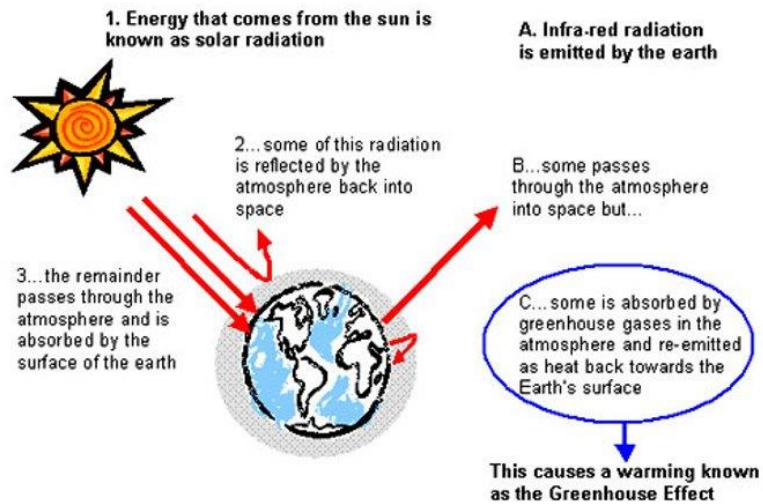 1. Energy that comes from the sun is
known as solar radiation
A. Infra-red radiation
is emitted by the earth
2...some of this radiation
is reflected by the
atmosphere back into
space
B...some passes
through the atmosphere
into space but...
3...the remainder
passes through the
atmosphere and is
absorbed by the
surface of the earth
C...some is absorbed by
greenhouse gases in the
atmosphere and re-emitted
as heat back towards the
Earth's surface
This causes a warming known
as the Greenhouse Effect